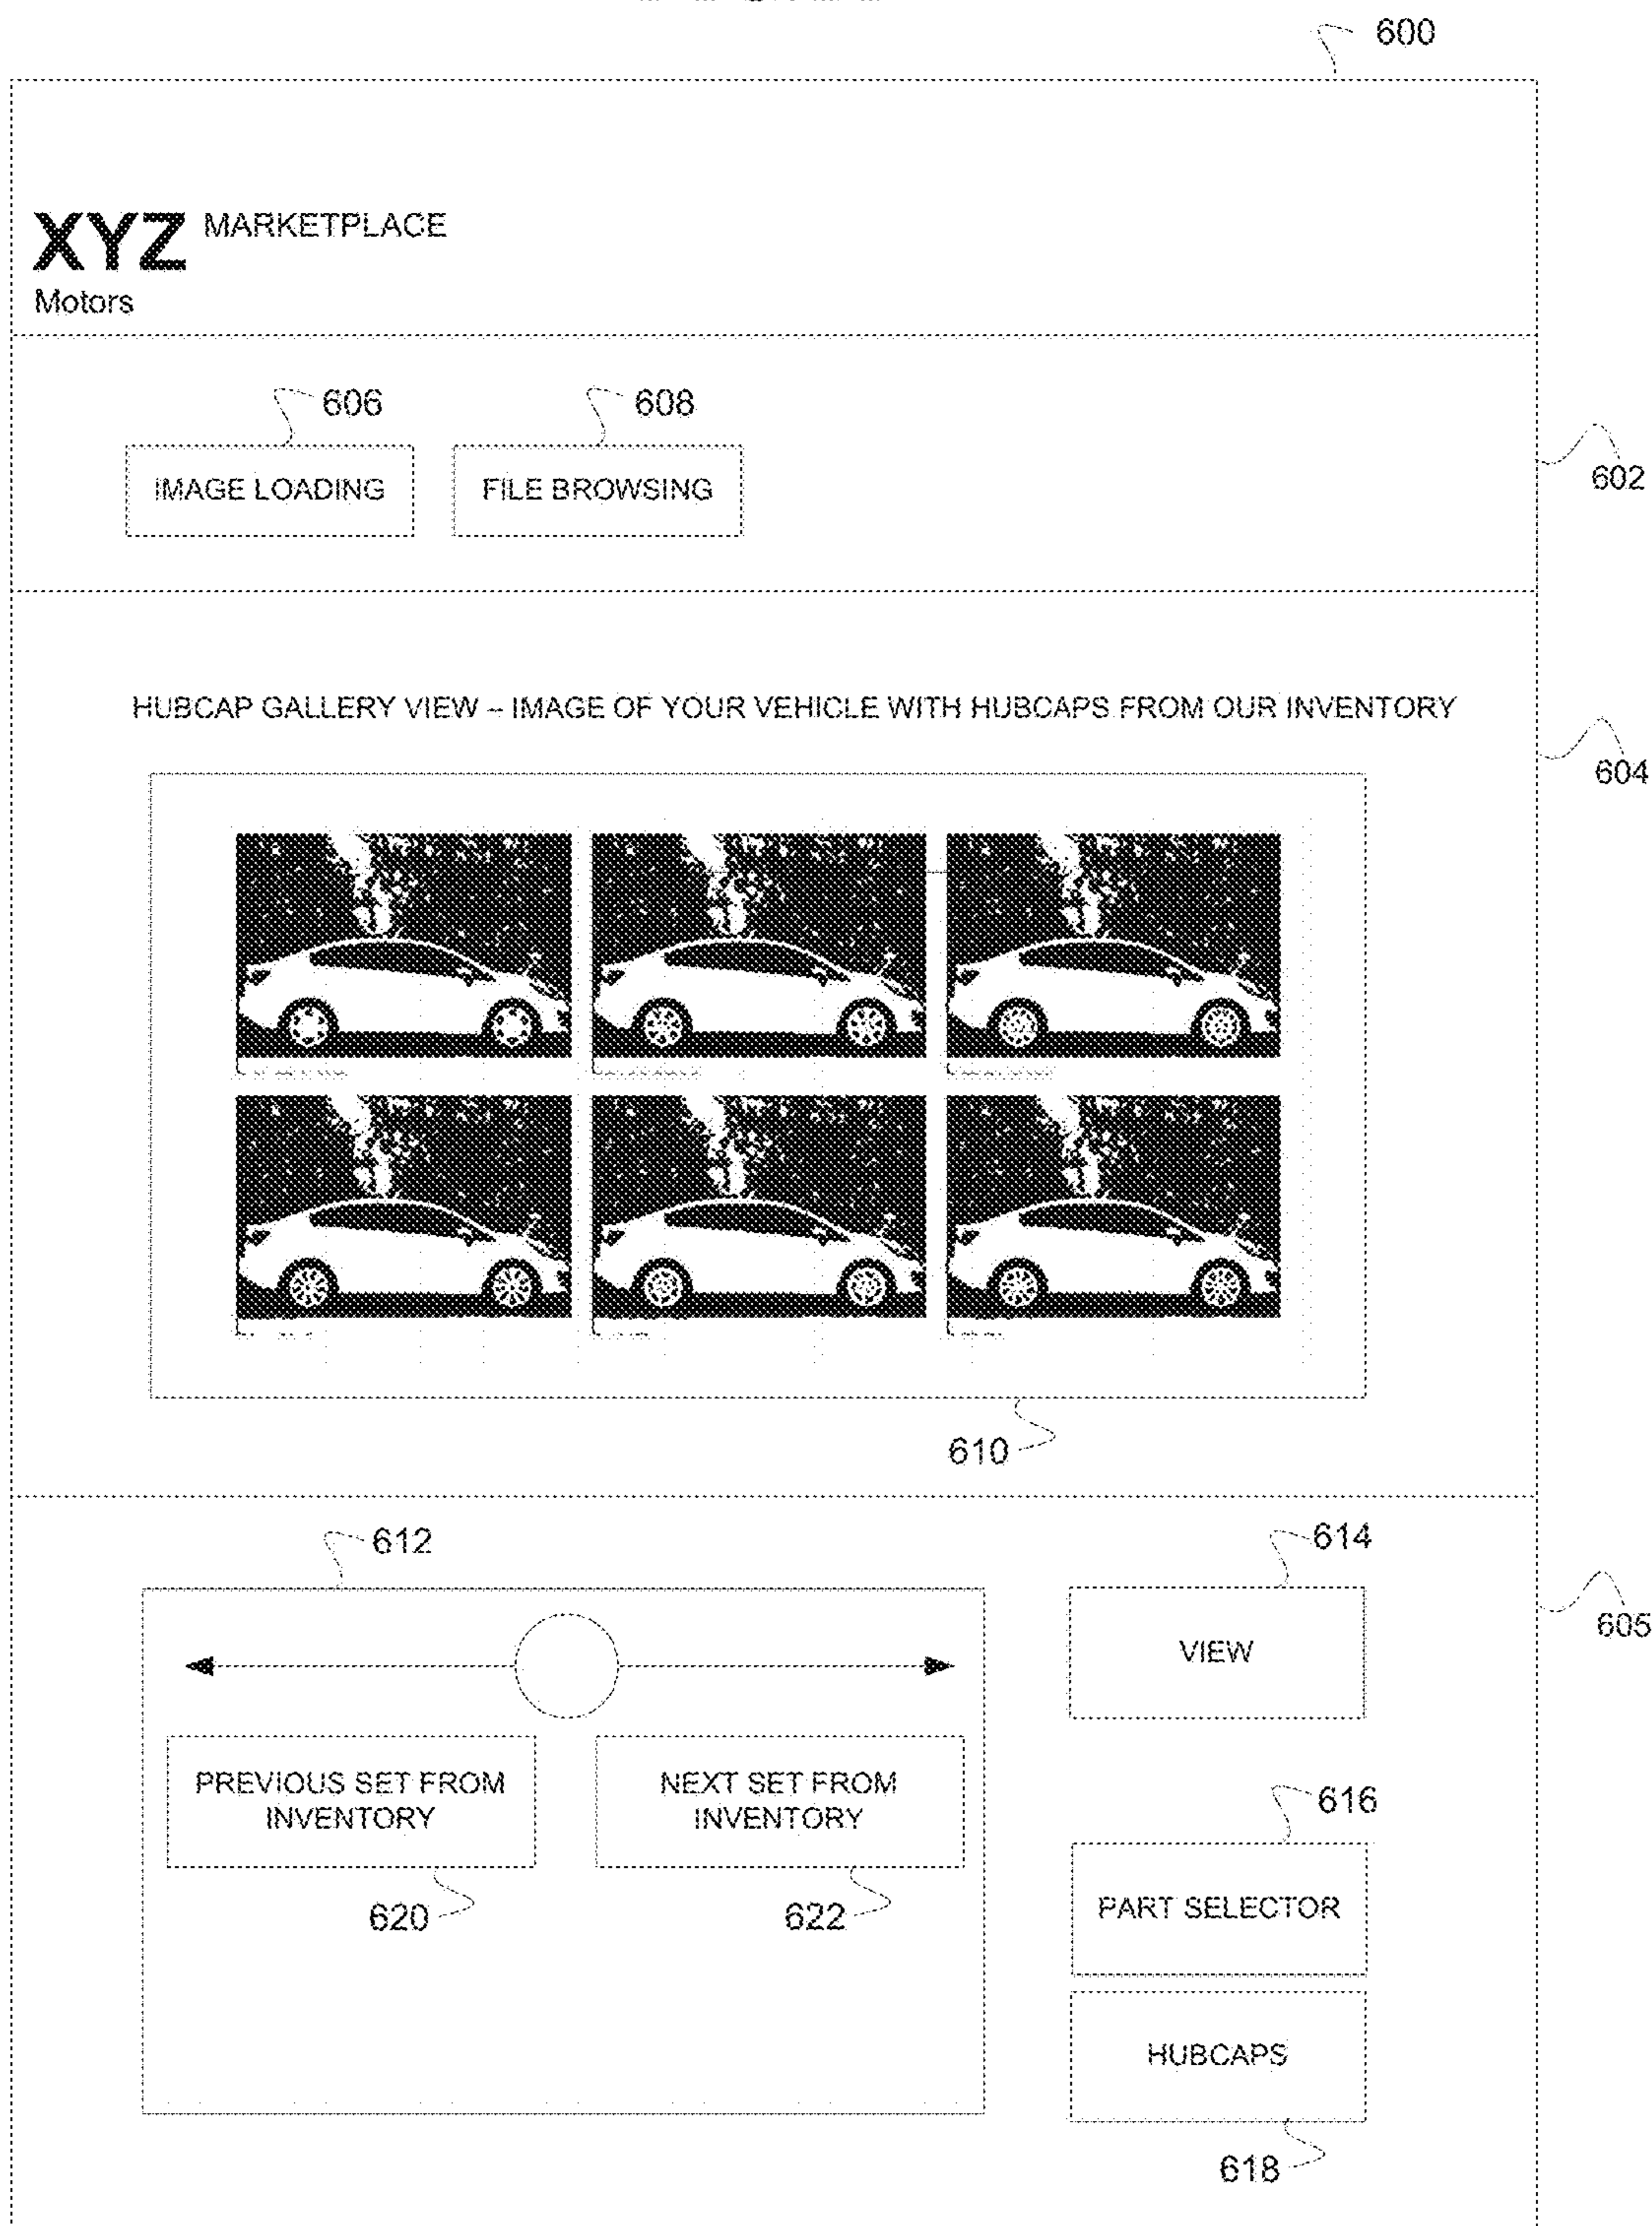 600
XYZ MARKETPLACE
Motors
606
608
602
IMAGE LOADING
FILE BROWSING
HUBCAP GALLERY VIEW – IMAGE OF YOUR VEHICLE WITH HUBCAPS FROM OUR INVENTORY
604
610
612
614
605
VIEW
PREVIOUS SET FROM
INVENTORY
NEXT SET FROM
INVENTORY
616
620
622
PART SELECTOR
HUBCAPS
618